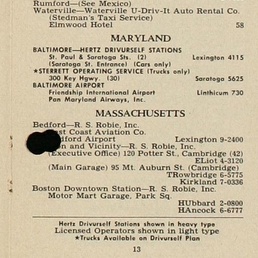 Rumford—(See Mexico)
Waterville—Waterville U-Driv-It Auto Rental Co.
(Stedman's Taxi Service)
Elmwood Hotel 58
MARYLAND
BALTIMORE—HERTZ DRIVURSELF STATIONS
St. Paul & Saratoga Sts. (2) Lexington 4115
(Saratoga St. Entrance) (Cars only)
★STERRETT OPERATING SERVICE (Trucks only)
300 Key Hgwy. (30) Saratoga 5625
BALTIMORE AIRPORT
Friendship International Airport Linthicum 730
Pan Maryland Airways, Inc.
MASSACHUSETTS
Bedford—R. S. Robie, Inc.
Coast Aviation Co.
Airport Lexington 9-2400
and Vicinity—R. S. Robie, Inc.
(Executive Office) 120 Potter St., Cambridge (42)
ELiot 4-3120
(Main Garage) 95 Mt. Auburn St. (Cambridge)
TRowbridge 6-5775
Kirkland 7-0336
Boston Downtown Station—R. S. Robie, Inc.
Motor Mart Garage, Park Sq.
HUbbard 2-0800
HAncock 6-6777
Hertz Drivurself Stations shown in heavy type
Licensed Operators shown in light type
★Trucks Available on Drivurself Plan
13